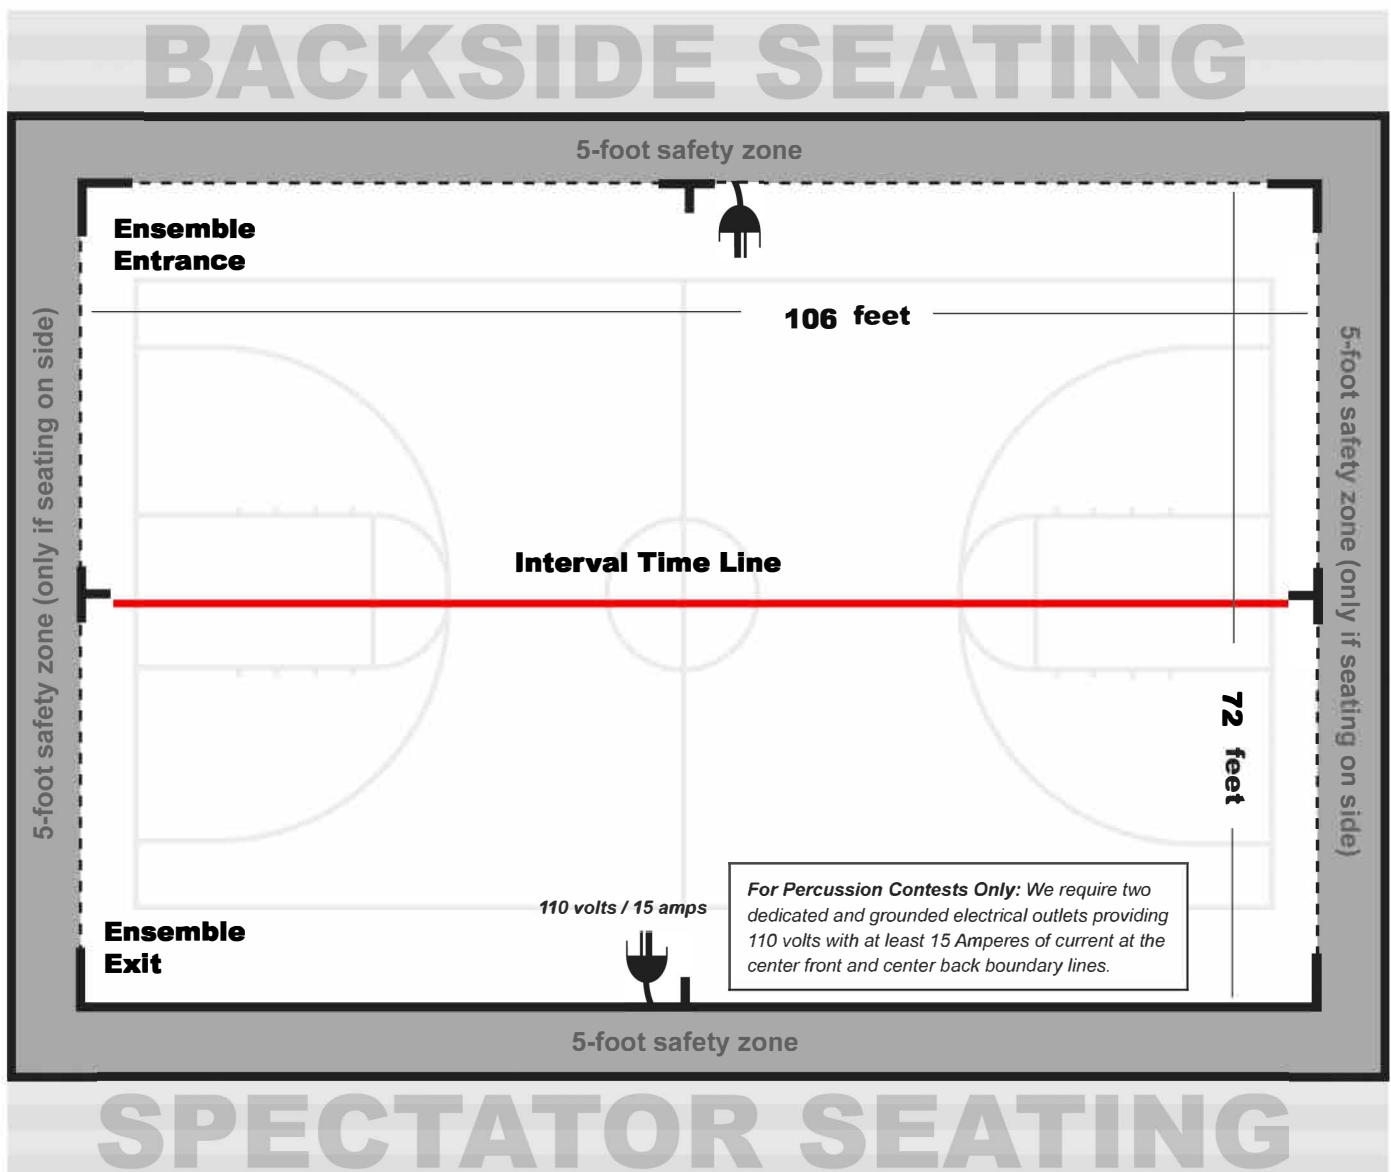 BACKSIDE SEATING
5-foot safety zone
Ensemble
Entrance
106 feet
5-foot safety zone (only if seating on side)
5-foot safety zone (only if seating on side)
Interval Time Line
72 feet
For Percussion Contests Only: We require two
dedicated and grounded electrical outlets providing
110 volts with at least 15 Amperes of current at the
center front and center back boundary lines.
110 volts / 15 amps
Ensemble
Exit
5-foot safety zone
SPECTATOR SEATING